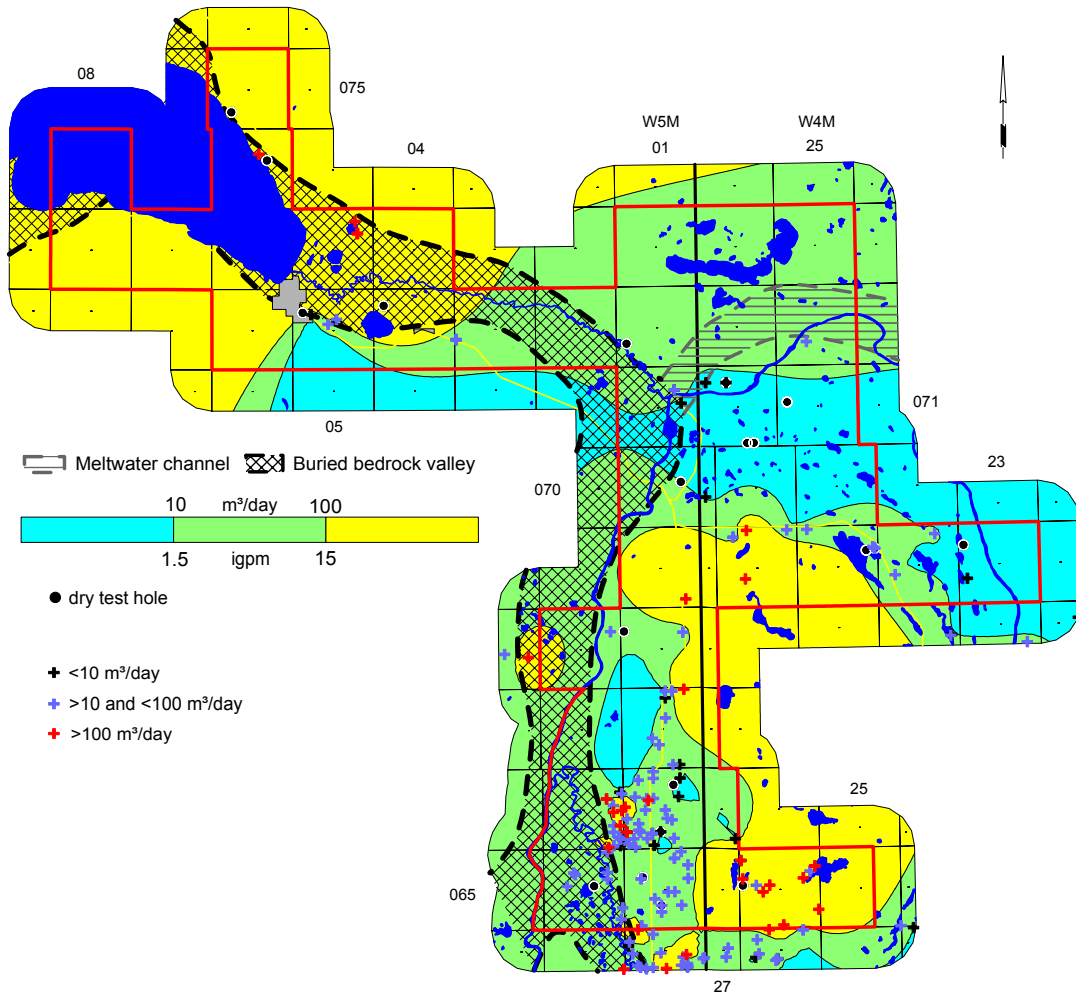 08
075
04
W5M
W4M
01
25
071
05
23
Meltwater channel
Buried bedrock valley
070
10
m³/day
100
1.5
igpm
15
dry test hole
<10 m³/day
>10 and <100 m³/day
>100 m³/day
25
065
27